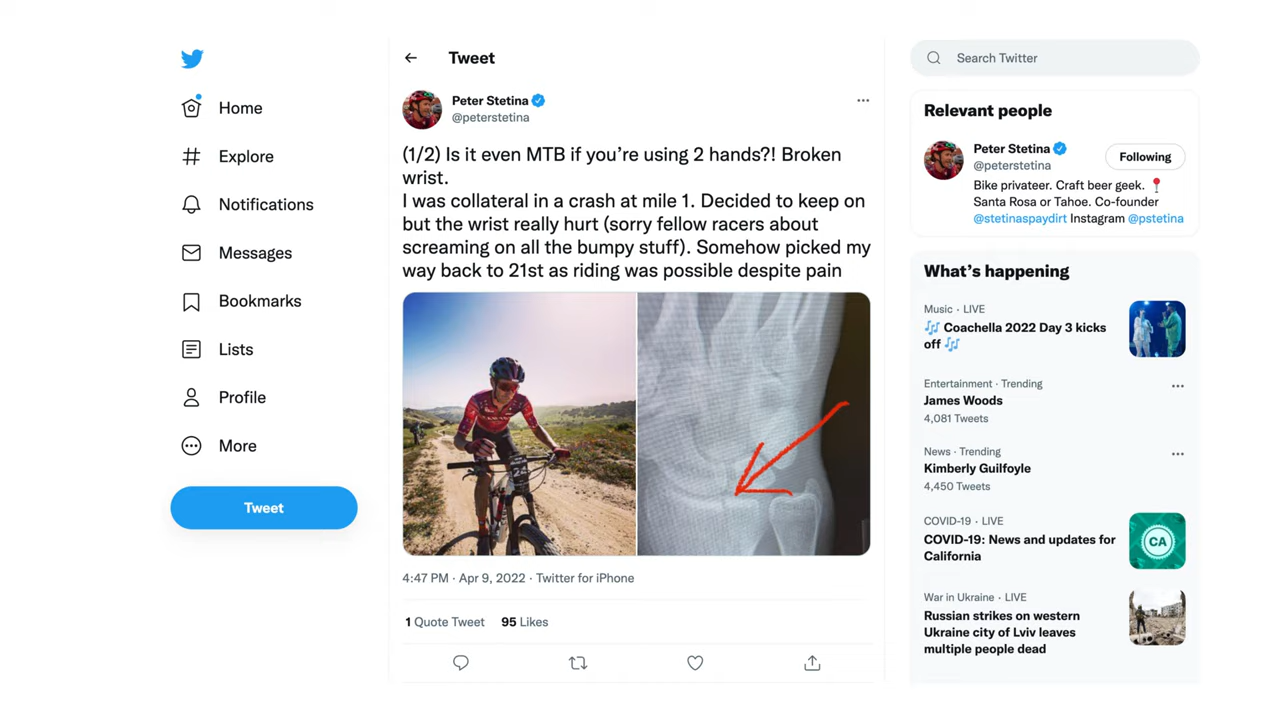 Home
Explore
Notifications
Messages
Bookmarks
Lists
Profile
More
Tweet
Tweet
Peter Stetina
@peterstetina
(1/2) Is it even MTB if you’re using 2 hands?! Broken
wrist.
I was collateral in a crash at mile 1. Decided to keep on
but the wrist really hurt (sorry fellow racers about
screaming on all the bumpy stuff). Somehow picked my
way back to 21st as riding was possible despite pain
4:47 PM · Apr 9, 2022 · Twitter for iPhone
1 Quote Tweet 95 Likes
Search Twitter
Relevant people
Peter Stetina
@peterstetina
Following
Bike privateer. Craft beer geek. 📍
Santa Rosa or Tahoe. Co-founder
@stetinaspaydirt Instagram @pstetina
What’s happening
Music · LIVE
🎶 Coachella 2022 Day 3 kicks
off 🎶
Entertainment · Trending
James Woods
4,081 Tweets
News · Trending
Kimberly Guilfoyle
4,450 Tweets
COVID-19 · LIVE
COVID-19: News and updates for
California
CA
War in Ukraine · LIVE
Russian strikes on western
Ukraine city of Lviv leaves
multiple people dead